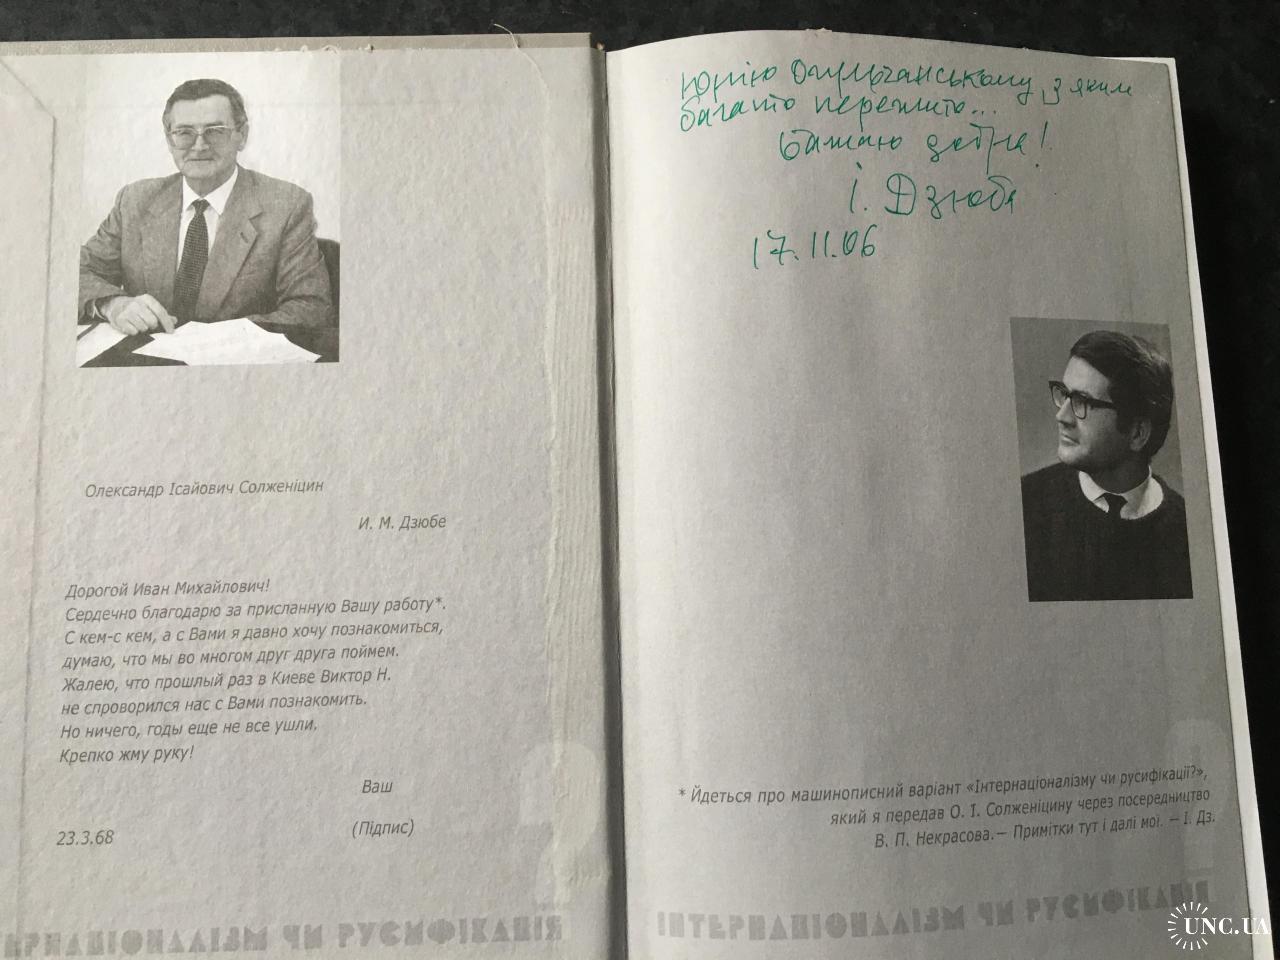 Олександр Ісайович Солженіцин
И. М. Дзюбе
Дорогой Иван Михайлович!
Сердечно благодарю за присланную Вашу работу*.
С кем-с кем, а с Вами я давно хочу познакомиться,
думаю, что мы во многом друг друга поймем.
Жалею, что прошлый раз в Киеве Виктор Н.
не спроворился нас с Вами познакомить.
Но ничего, годы еще не все ушли.
Крепко жму руку!
Ваш
(Підпис)
23.3.68
ЕРНАЦІОНАЛІЗМ ЧИ РУСИФІКАЦІЯ
Юрію, з яким
багато пережито...
Бажаю добра!
І. Дзюба
17.11.06
* Йдеться про машинописний варіант «Інтернаціоналізму чи русифікації?»,
який я передав О. І. Солженіцину через посередництво
В. П. Некрасова.— Примітки тут і далі мої. — І. Дз.
ІНТЕРНАЦІОНАЛІЗМ ЧИ РУСИФІКАЦІЯ
UNC.UA